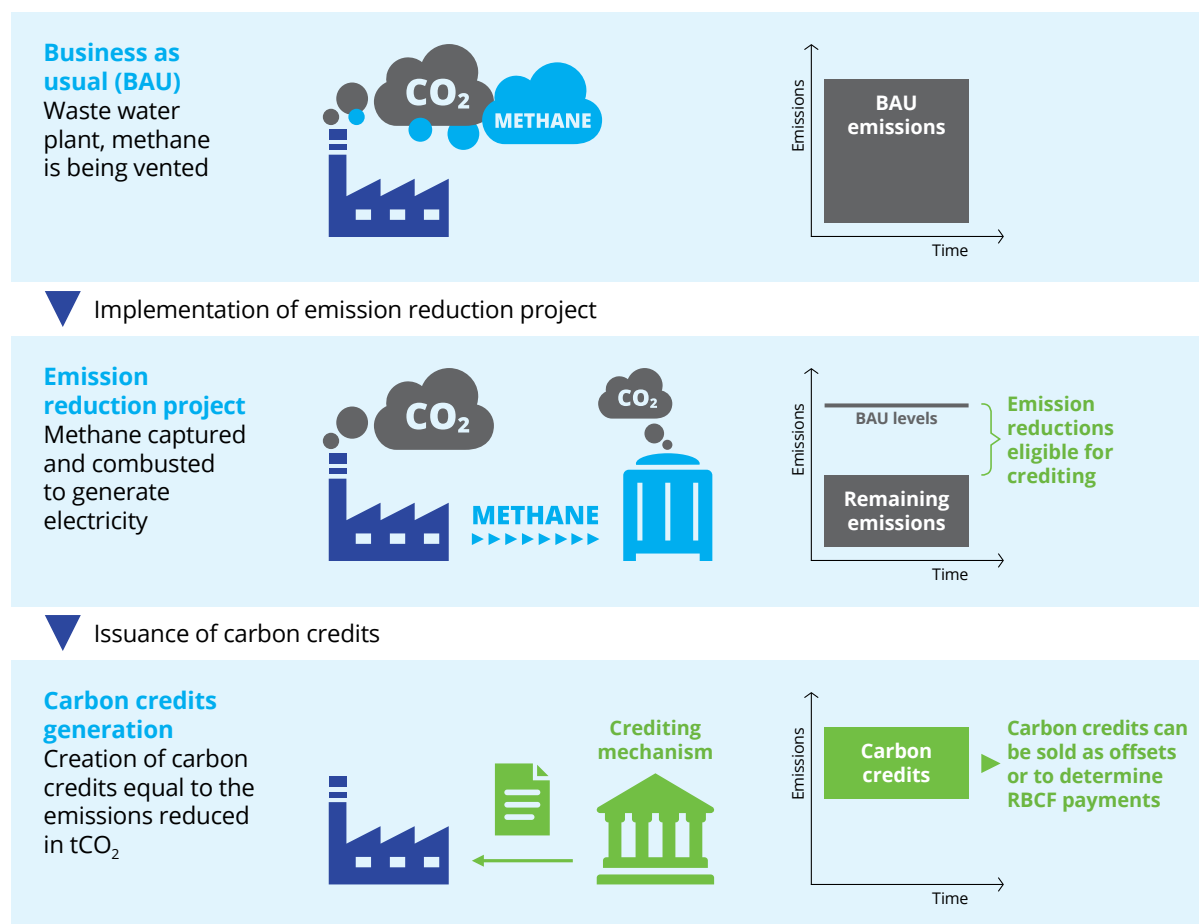 Business as
usual (BAU)
Waste water
plant, methane
is being vented
CO₂
METHANE
Emissions
BAU
emissions
Time
Implementation of emission reduction project
Emission
reduction project
Methane captured
and combusted
to generate
electricity
CO₂
METHANE
CO₂
Emissions
BAU levels
Remaining
emissions
Time
Emission
reductions
eligible for
crediting
Issuance of carbon credits
Carbon credits
generation
Creation of carbon
credits equal to the
emissions reduced
in tCO₂
Crediting
mechanism
Emissions
Carbon
credits
Time
Carbon credits can
be sold as offsets
or to determine
RBCF payments